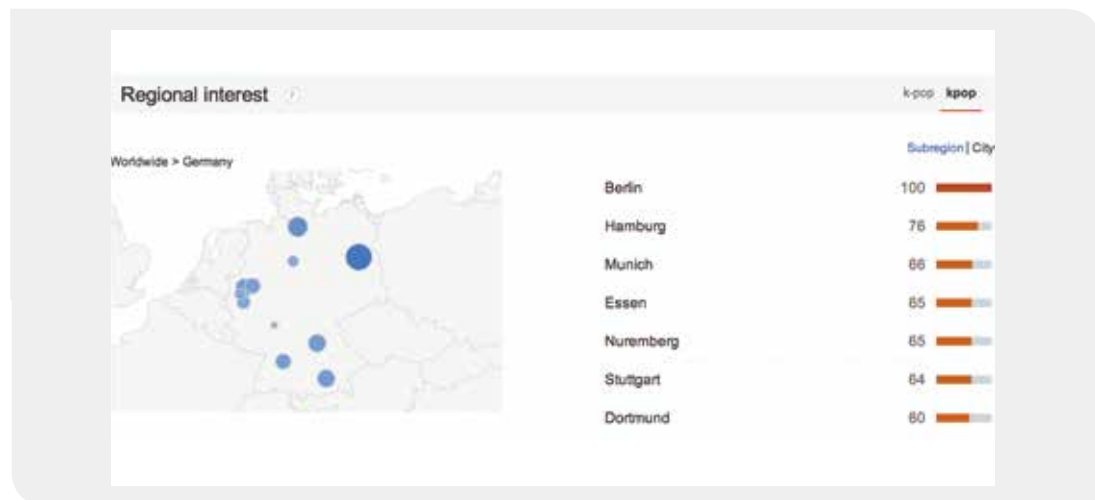 Regional interest
k-pop kpop
Subregion | City
Worldwide > Germany
Berlin 100
Hamburg 76
Munich 66
Essen 65
Nuremberg 65
Stuttgart 64
Dortmund 60